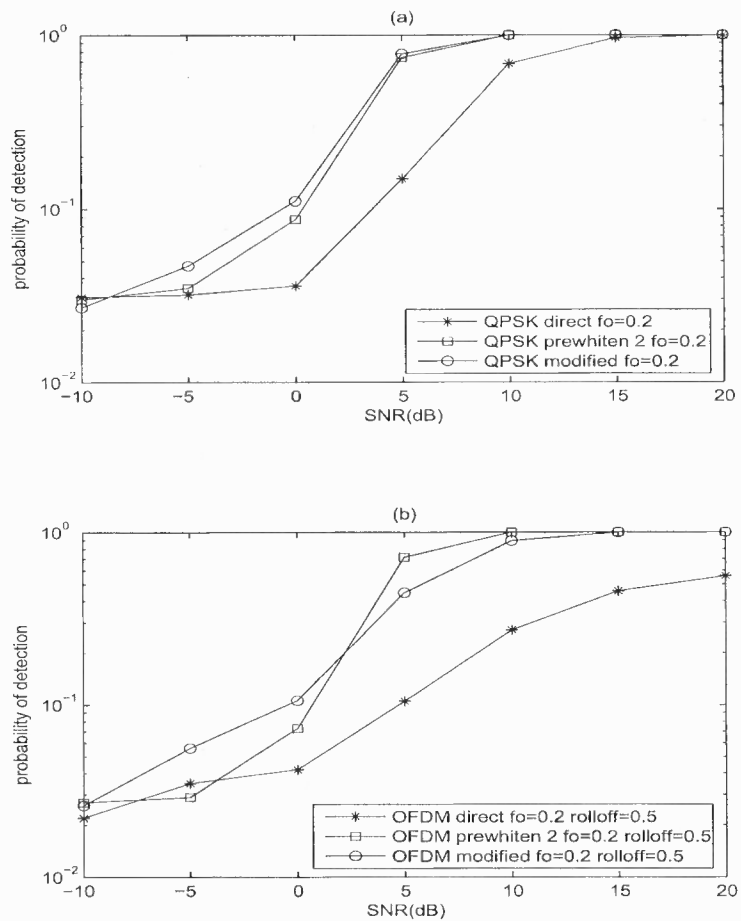 (a)
10^0
10^-1
10^-2
probability of detection
QPSK direct fo=0.2
QPSK prewhiten 2 fo=0.2
QPSK modified fo=0.2
-10 -5 0 5 10 15 20
SNR(dB)
(b)
10^0
10^-1
10^-2
probability of detection
OFDM direct fo=0.2 rolloff=0.5
OFDM prewhiten 2 fo=0.2 rolloff=0.5
OFDM modified fo=0.2 rolloff=0.5
-10 -5 0 5 10 15 20
SNR(dB)